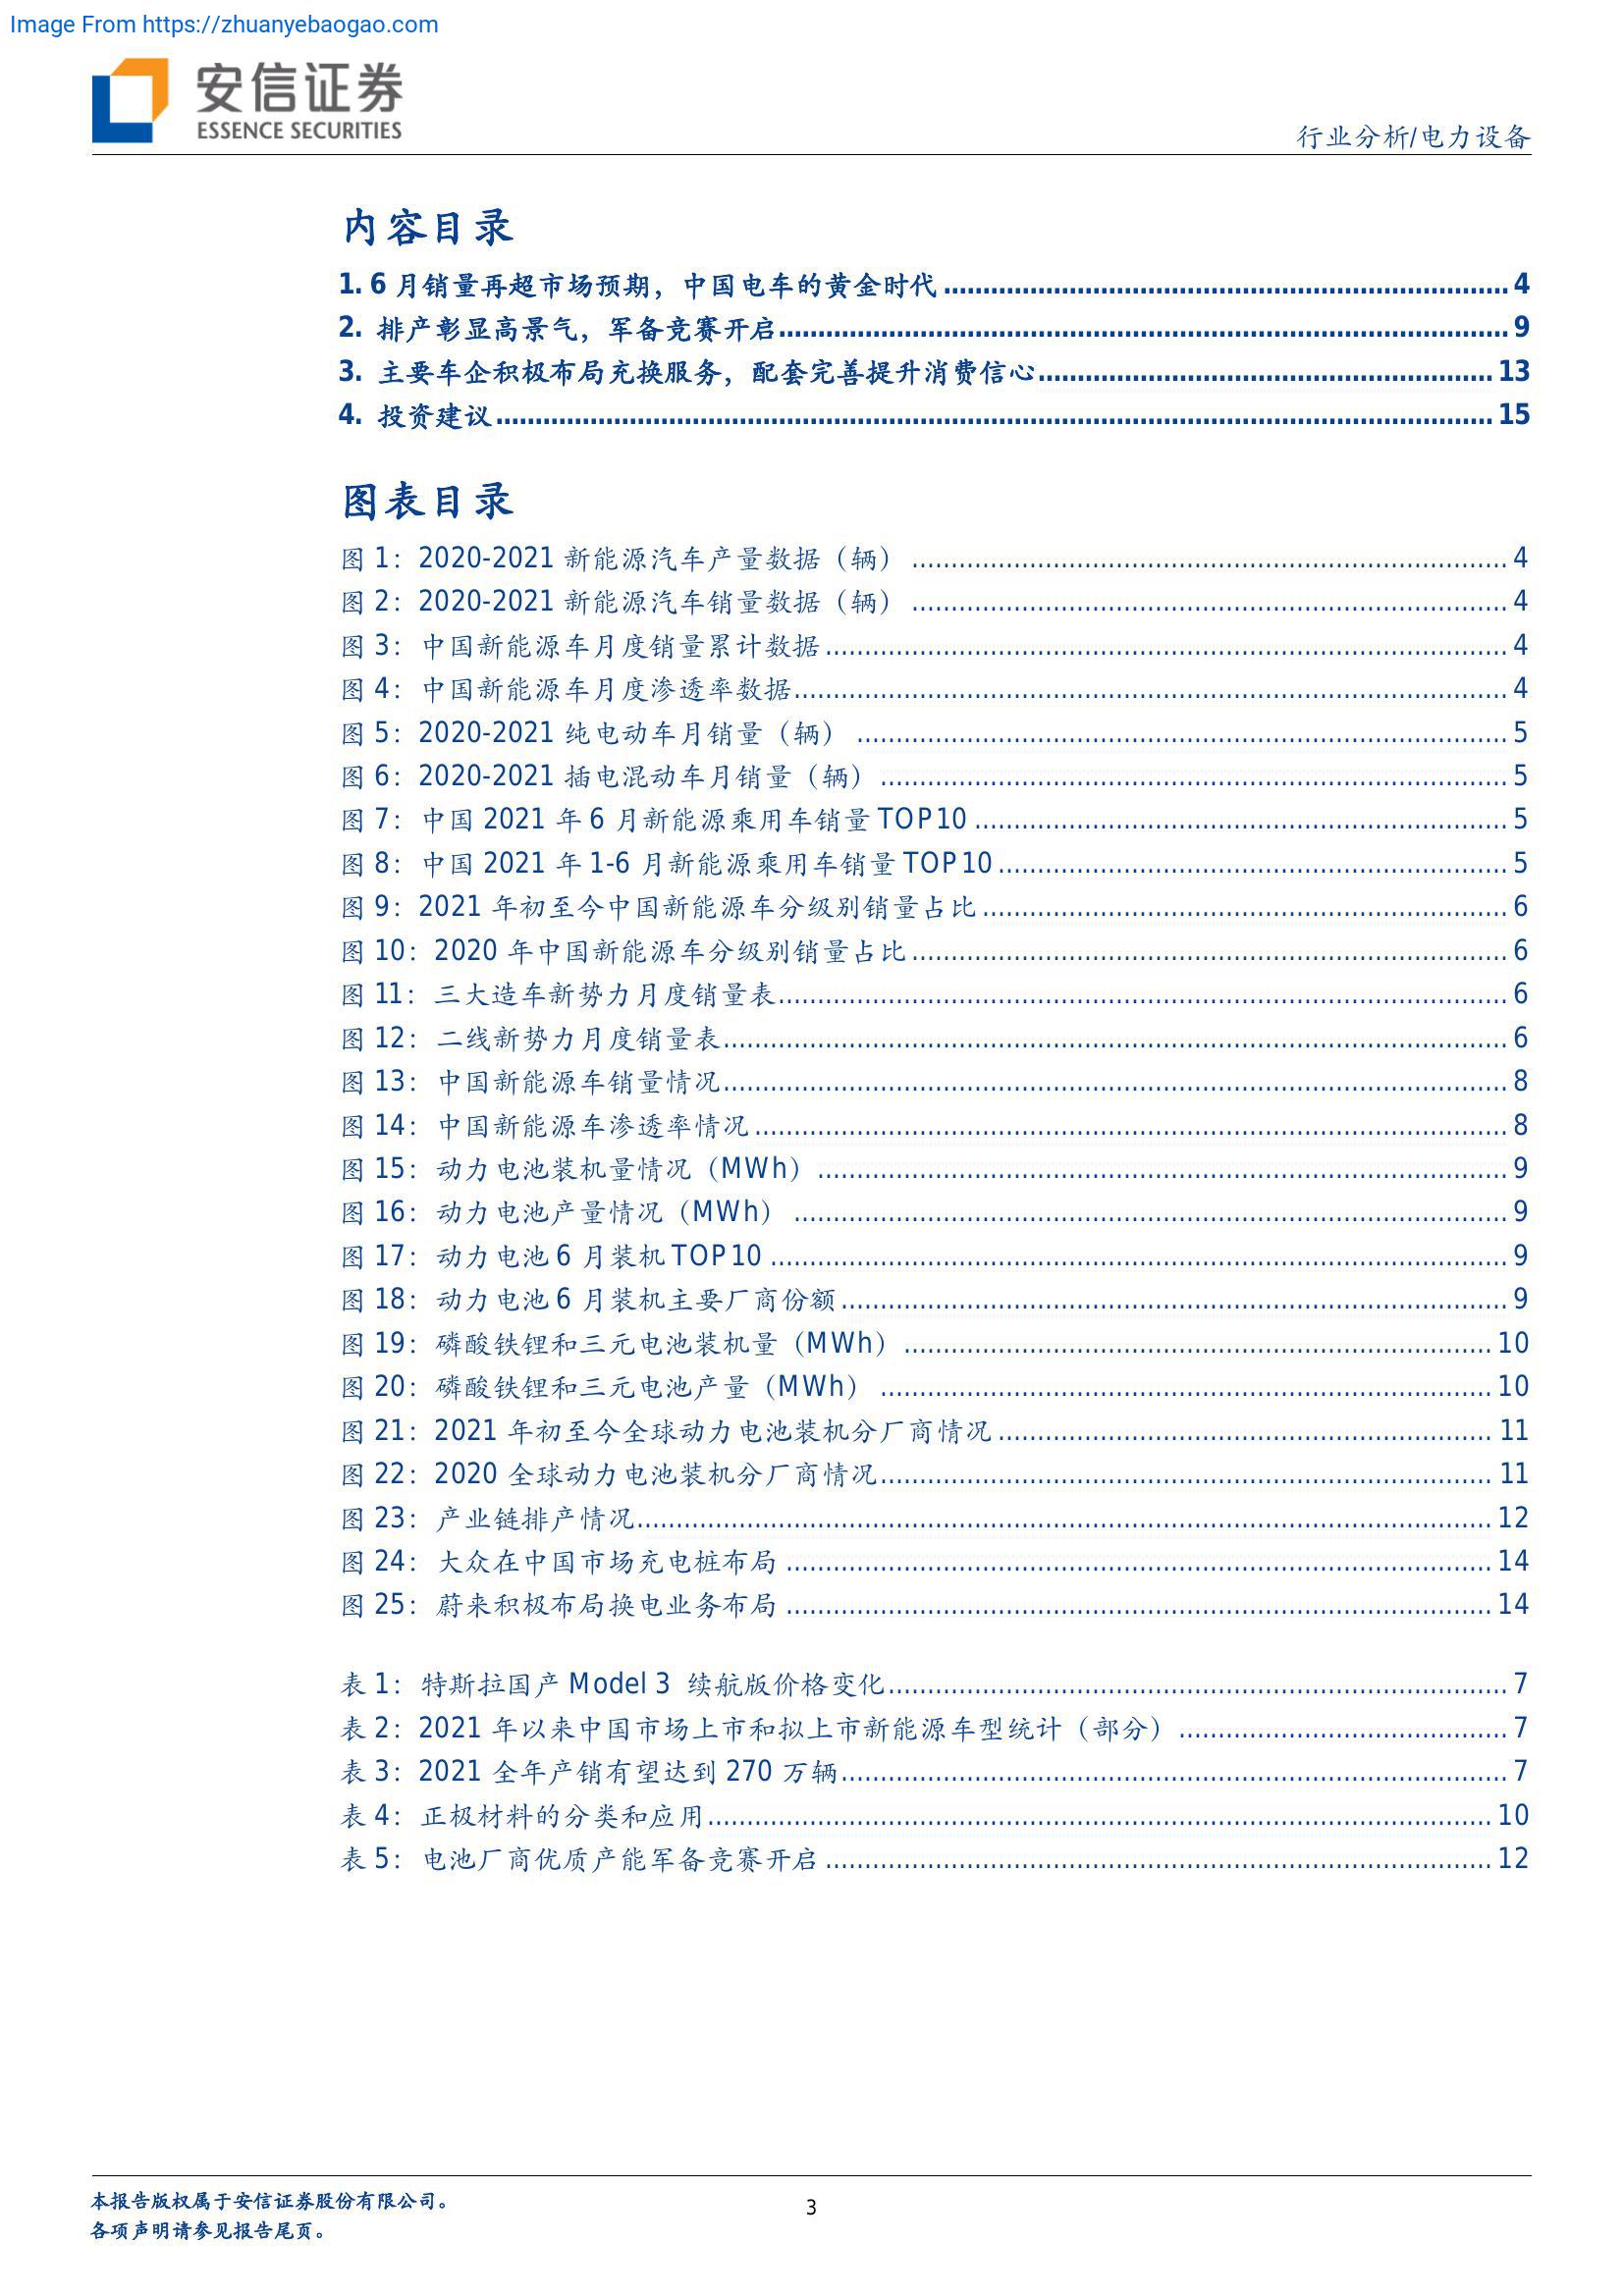 Image From https://zhuanyebaogao.com
安信证券
ESSENCE SECURITIES
行业分析/电力设备
内容目录
1. 6 月销量再超市场预期，中国电车的黄金时代 4
2. 排产彰显高景气，军备竞赛开启 9
3. 主要车企积极布局充换服务，配套完善提升消费信心 13
4. 投资建议 15
图表目录
图 1：2020-2021 新能源汽车产量数据（辆） 4
图 2：2020-2021 新能源汽车销量数据（辆） 4
图 3：中国新能源车月度销量累计数据 4
图 4：中国新能源车月度渗透率数据 4
图 5：2020-2021 纯电动车月销量（辆） 5
图 6：2020-2021 插电混动车月销量（辆） 5
图 7：中国 2021 年 6 月新能源乘用车销量 TOP10 5
图 8：中国 2021 年 1-6 月新能源乘用车销量 TOP10 5
图 9：2021 年初至今中国新能源车分级别销量占比 6
图 10：2020 年中国新能源车分级别销量占比 6
图 11：三大造车新势力月度销量表 6
图 12：二线新势力月度销量表 6
图 13：中国新能源车销量情况 8
图 14：中国新能源车渗透率情况 8
图 15：动力电池装机量情况（MWh） 9
图 16：动力电池产量情况（MWh） 9
图 17：动力电池 6 月装机 TOP10 9
图 18：动力电池 6 月装机主要厂商份额 9
图 19：磷酸铁锂和三元电池装机量（MWh） 10
图 20：磷酸铁锂和三元电池产量（MWh） 10
图 21：2021 年初至今全球动力电池装机分厂商情况 11
图 22：2020 全球动力电池装机分厂商情况 11
图 23：产业链排产情况 12
图 24：大众在中国市场充电桩布局 14
图 25：蔚来积极布局换电业务布局 14
表 1：特斯拉国产 Model 3 续航版价格变化 7
表 2：2021 年以来中国市场上市和拟上市新能源车型统计（部分） 7
表 3：2021 全年产销有望达到 270 万辆 7
表 4：正极材料的分类和应用 10
表 5：电池厂商优质产能军备竞赛开启 12
本报告版权属于安信证券股份有限公司。
各项声明请参见报告尾页。
3